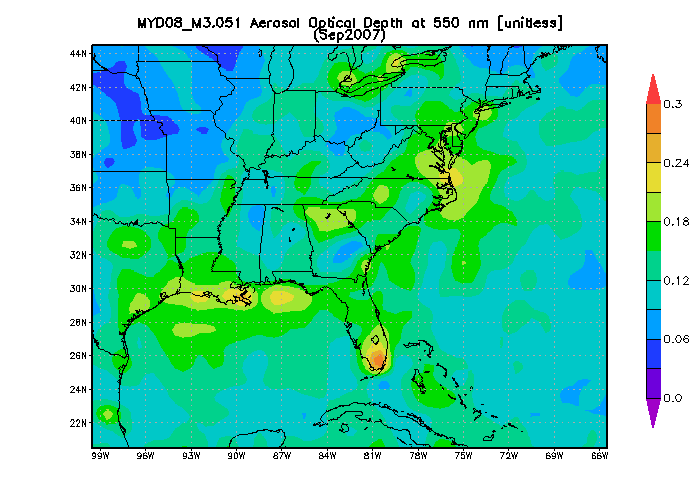 MYD08_M3.051 Aerosol Optical Depth at 550 nm [unitless]
(Sep2007)
44N
42N
40N
38N
36N
34N
32N
30N
28N
26N
24N
22N
99W 96W 93W 90W 87W 84W 81W 78W 75W 72W 69W 66W
0.3
0.24
0.18
0.12
0.06
0.0